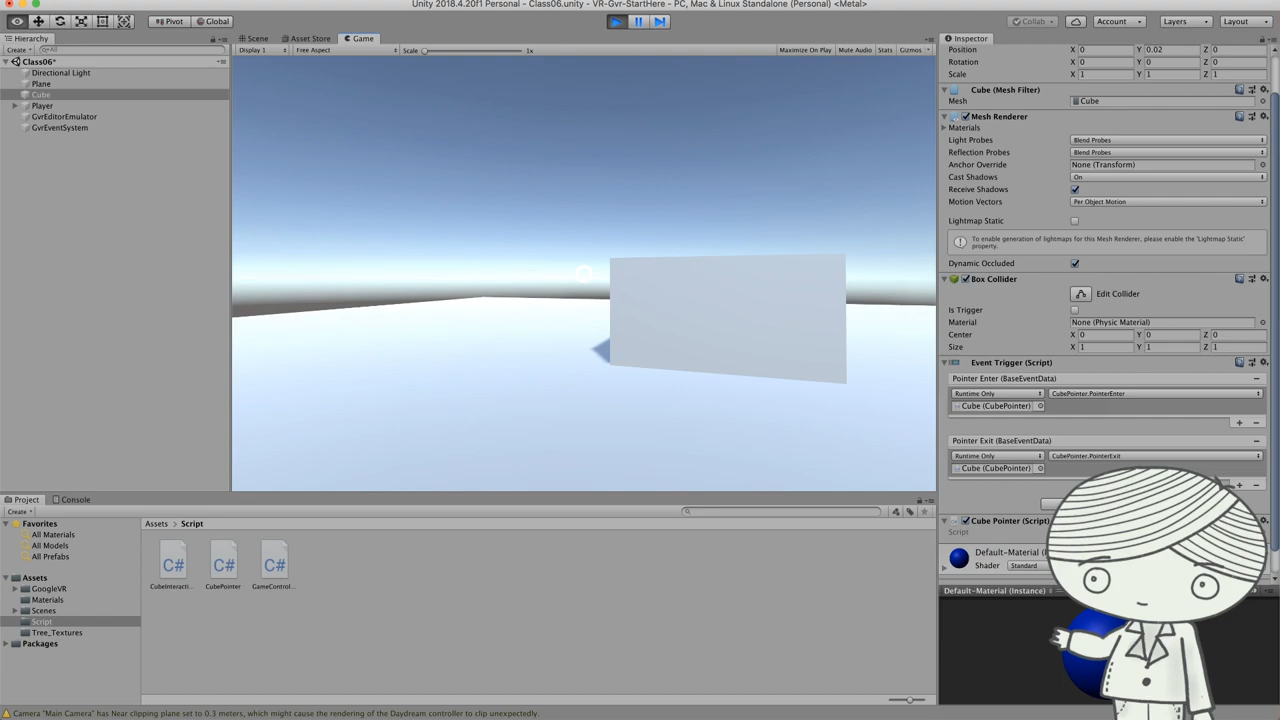 Unity 2018.4.20f1 Personal - Class06.unity - VR-Gvr-StartHere - PC, Mac & Linux Standalone (Personal) <Metal>
Pivot Global Collab Account Layers Layout
Hierarchy Scene Asset Store Game Inspector
Create All Display 1 Free Aspect Scale 1x Maximize On Play Mute Audio Stats Gizmos Position X 0 Y 0.02 Z 0
Class06* Rotation X 0 Y 0 Z 0
Directional Light Scale X 1 Y 1 Z 1
Plane
Cube Cube (Mesh Filter)
Player Mesh Cube
GvrEditorEmulator Mesh Renderer
GvrEventSystem Materials
Light Probes Blend Probes
Reflection Probes Blend Probes
Anchor Override None (Transform)
Cast Shadows On
Receive Shadows
Motion Vectors Per Object Motion
Lightmap Static
To enable generation of lightmaps for this Mesh Renderer, please enable the 'Lightmap Static'
property.
Dynamic Occluded
Box Collider
Edit Collider
Is Trigger
Material None (Physic Material)
Center X 0 Y 0 Z 0
Size X 1 Y 1 Z 1
Event Trigger (Script)
Pointer Enter (BaseEventData)
Runtime Only CubePointer.PointerEnter
Cube (CubePointer)
Pointer Exit (BaseEventData)
Runtime Only CubePointer.PointerExit
Cube (CubePointer)
Cube Pointer (Script)
Script
Default-Material (
Shader Standard
Default-Material (Instance)
Project Console
Create
Favorites Assets Script
All Materials
All Models
All Prefabs
Assets
GoogleVR CubeInteracti... CubePointer GameControl...
Materials
Scenes
Script
Tree_Textures
Packages
Camera "Main Camera" has Near clipping plane set to 0.3 meters, which might cause the rendering of the Daydream controller to clip unexpectedly.